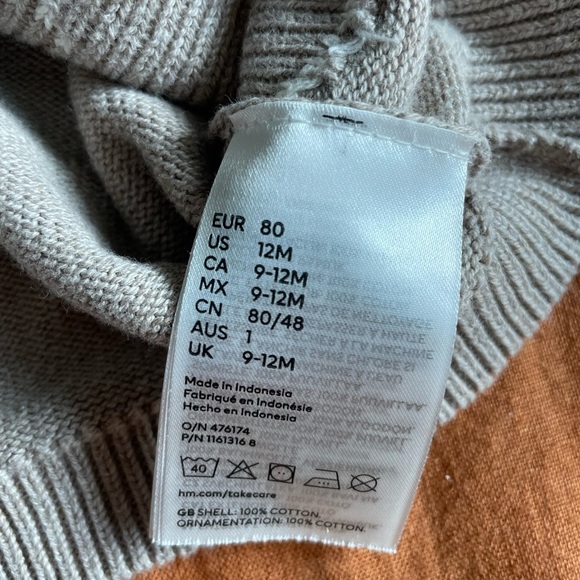 EUR 80
US 12M
CA 9-12M
MX 9-12M
CN 80/48
AUS 1
UK 9-12M
Made in Indonesia
Fabriqué en Indonésie
Hecho en Indonesia
O/N 476174
P/N 1161316 8
40
hm.com/takecare
GB SHELL: 100% COTTON.
ORNAMENTATION: 100% COTTON.